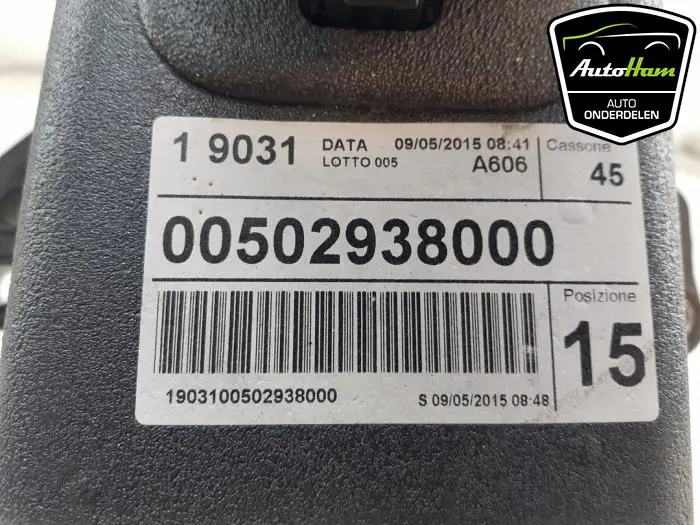 AutoHam
AUTO
ONDERDELEN
1 9031 DATA 09/05/2015 08:41 Cassone
LOTTO 005 A606 45
00502938000
Posizione
15
1903100502938000 S 09/05/2015 08:48